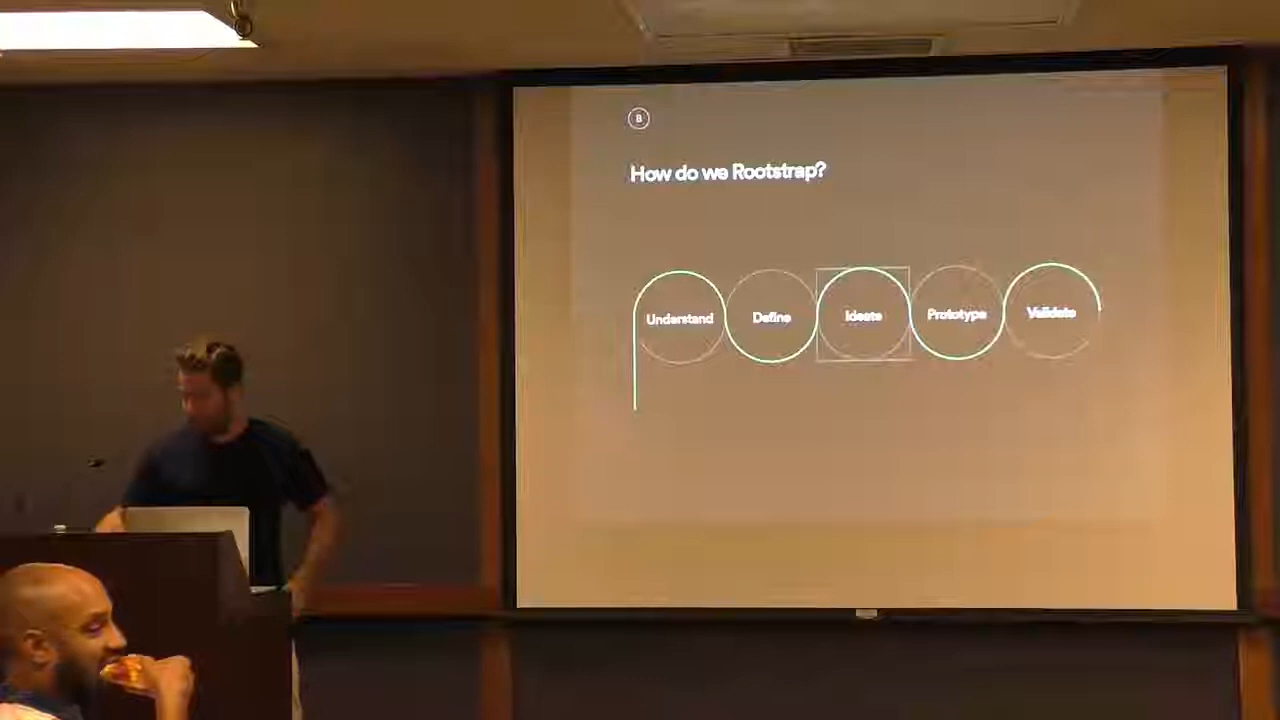 B
How do we Rootstrap?
Understand Define Ideate Prototype Validate